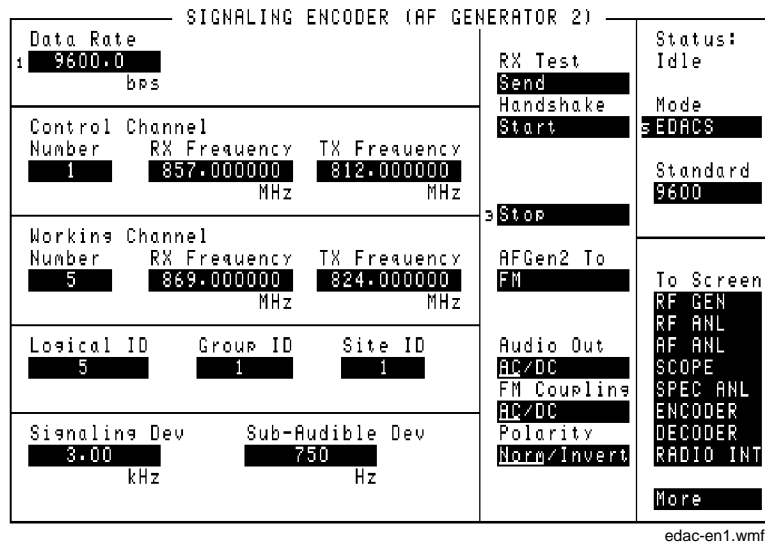 SIGNALING ENCODER (AF GENERATOR 2)
Data Rate
1 9600.0
bps
Control Channel
Number RX Frequency TX Frequency
1 857.000000 812.000000
MHz MHz
Working Channel
Number RX Frequency TX Frequency
5 869.000000 824.000000
MHz MHz
Logical ID Group ID Site ID
5 1 1
Signaling Dev Sub-Audible Dev
3.00 750
kHz Hz
RX Test
Send
Handshake
Start
3 Stop
AFGen2 To
FM
Audio Out
AC/DC
FM Coupling
AC/DC
Polarity
Norm/Invert
Status:
Idle
Mode
5 EDACS
Standard
9600
To Screen
RF GEN
RF ANL
AF ANL
SCOPE
SPEC ANL
ENCODER
DECODER
RADIO INT
More
edac-en1.wmf